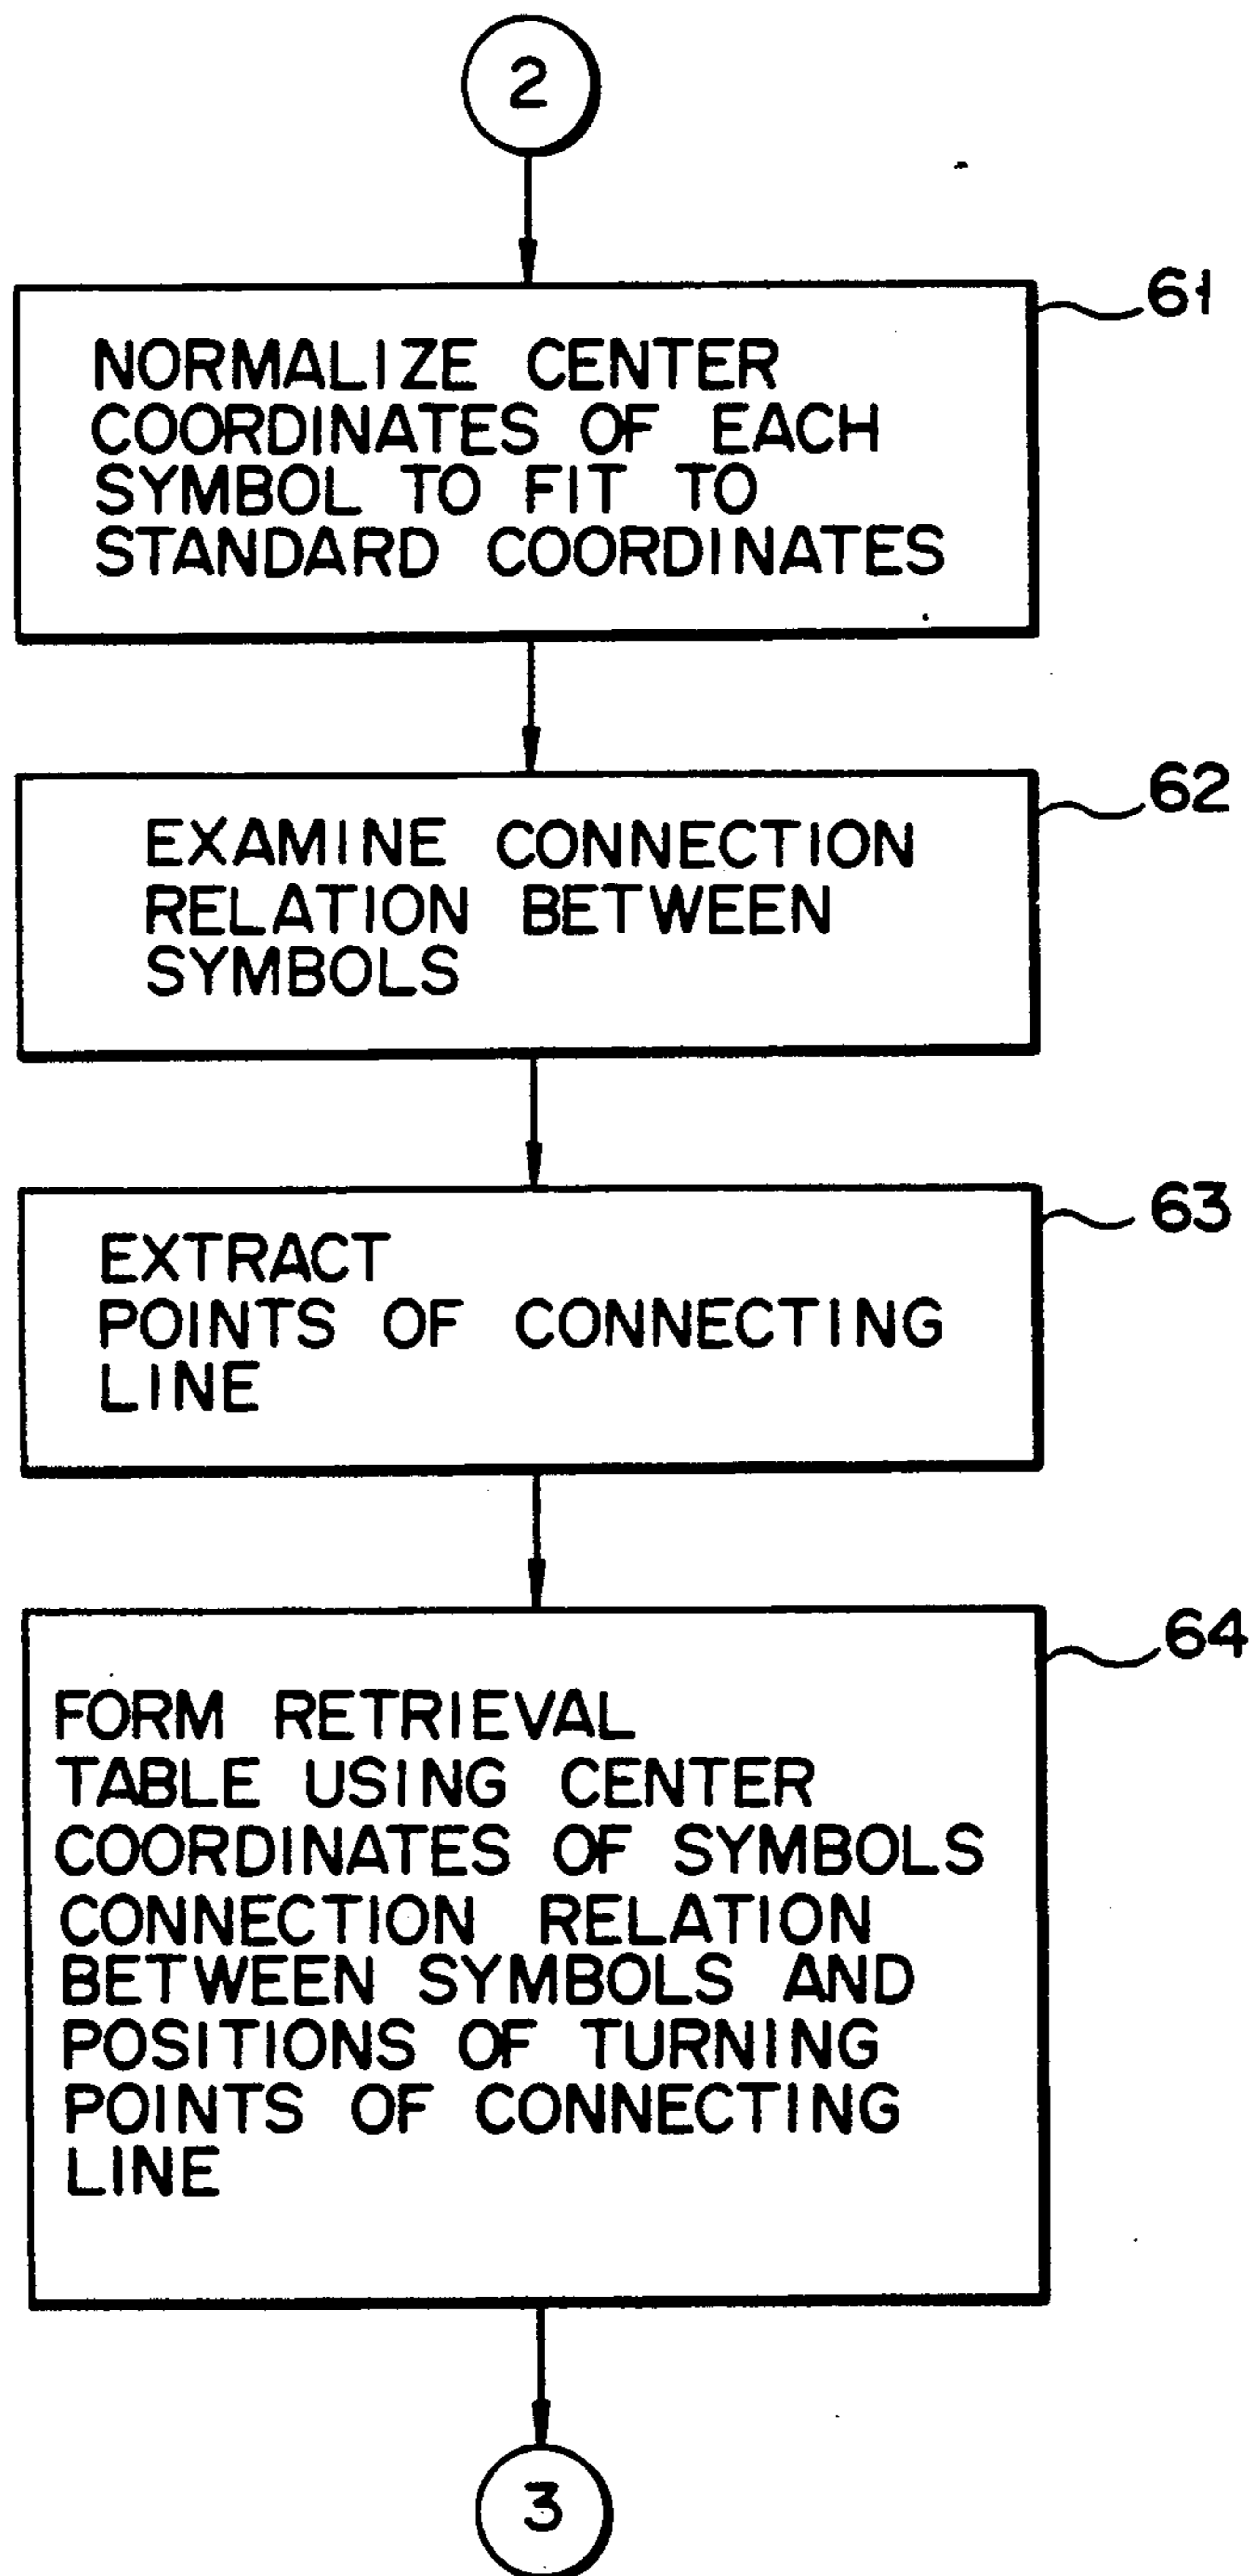 2
61
NORMALIZE CENTER
COORDINATES OF EACH
SYMBOL TO FIT TO
STANDARD COORDINATES
62
EXAMINE CONNECTION
RELATION BETWEEN
SYMBOLS
63
EXTRACT
POINTS OF CONNECTING
LINE
64
FORM RETRIEVAL
TABLE USING CENTER
COORDINATES OF SYMBOLS
CONNECTION RELATION
BETWEEN SYMBOLS AND
POSITIONS OF TURNING
POINTS OF CONNECTING
LINE
3